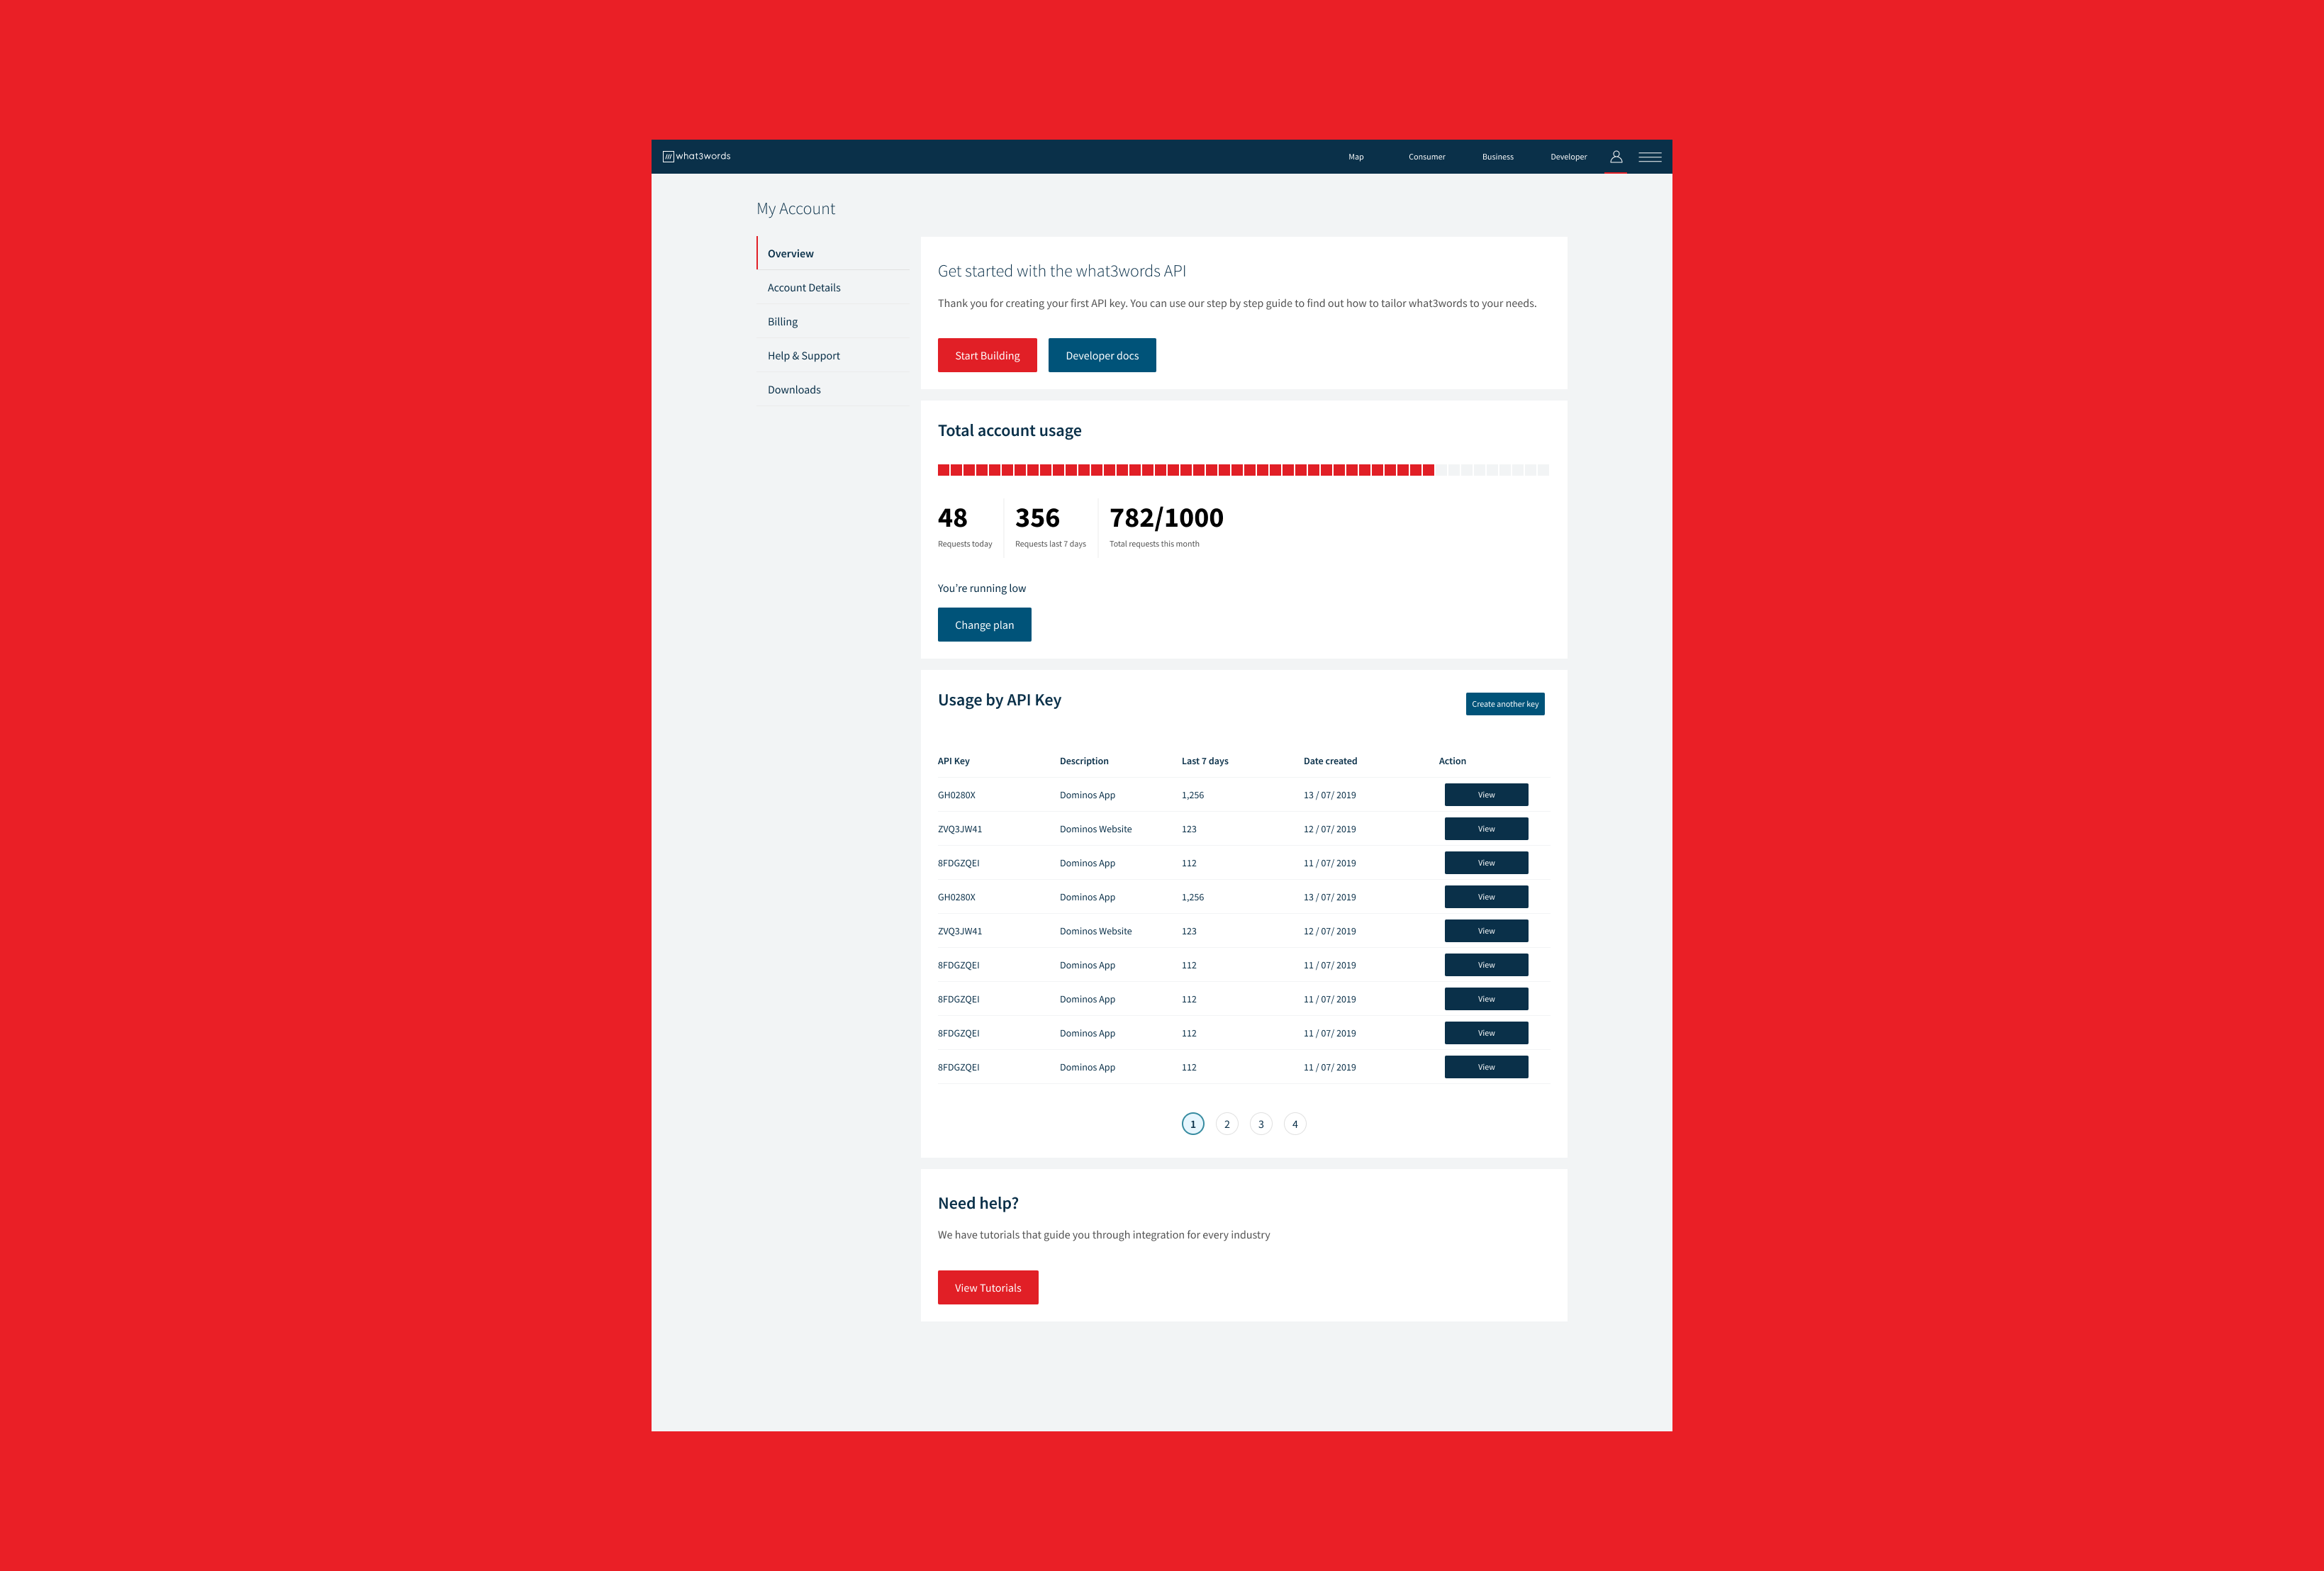 what3words
Map Consumer Business Developer
My Account
Overview
Account Details
Billing
Help & Support
Downloads
Get started with the what3words API
Thank you for creating your first API key. You can use our step by step guide to find out how to tailor what3words to your needs.
Start Building Developer docs
Total account usage
48 356 782/1000
Requests today Requests last 7 days Total requests this month
You're running low
Change plan
Usage by API Key Create another key
API Key Description Last 7 days Date created Action
GH0280X Dominos App 1,256 13 / 07/ 2019 View
ZVQ3JW41 Dominos Website 123 12 / 07/ 2019 View
8FDGZQEI Dominos App 112 11 / 07/ 2019 View
GH0280X Dominos App 1,256 13 / 07/ 2019 View
ZVQ3JW41 Dominos Website 123 12 / 07/ 2019 View
8FDGZQEI Dominos App 112 11 / 07/ 2019 View
8FDGZQEI Dominos App 112 11 / 07/ 2019 View
8FDGZQEI Dominos App 112 11 / 07/ 2019 View
8FDGZQEI Dominos App 112 11 / 07/ 2019 View
1 2 3 4
Need help?
We have tutorials that guide you through integration for every industry
View Tutorials